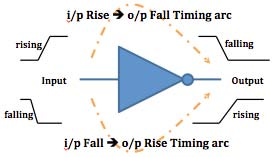 i/p Rise ➔ o/p Fall Timing arc
rising
falling
Input
Output
falling
rising
i/p Fall ➔ o/p Rise Timing arc